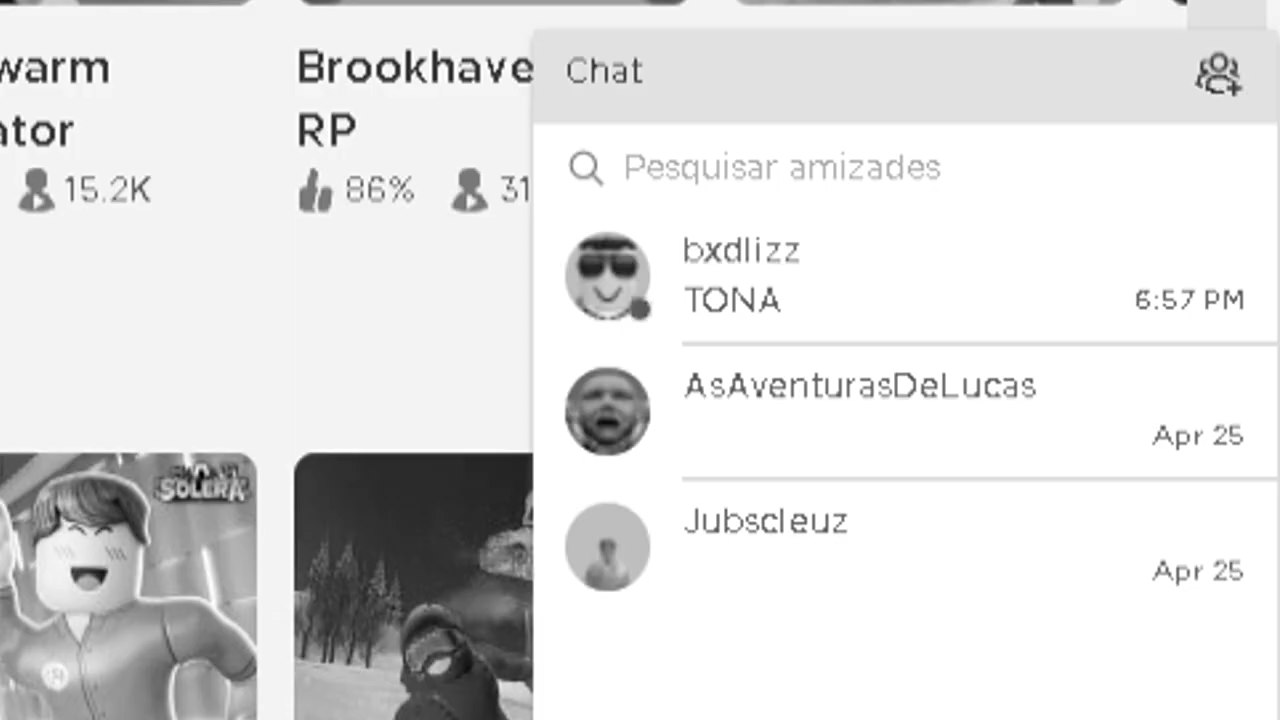 warm
ator
15.2K
Brookhave
RP
86% 31
Chat
Pesquisar amizades
bxdlizz
TONA 6:57 PM
AsAventurasDeLucas
Apr 25
Jubscleuz
Apr 25
SOLERA